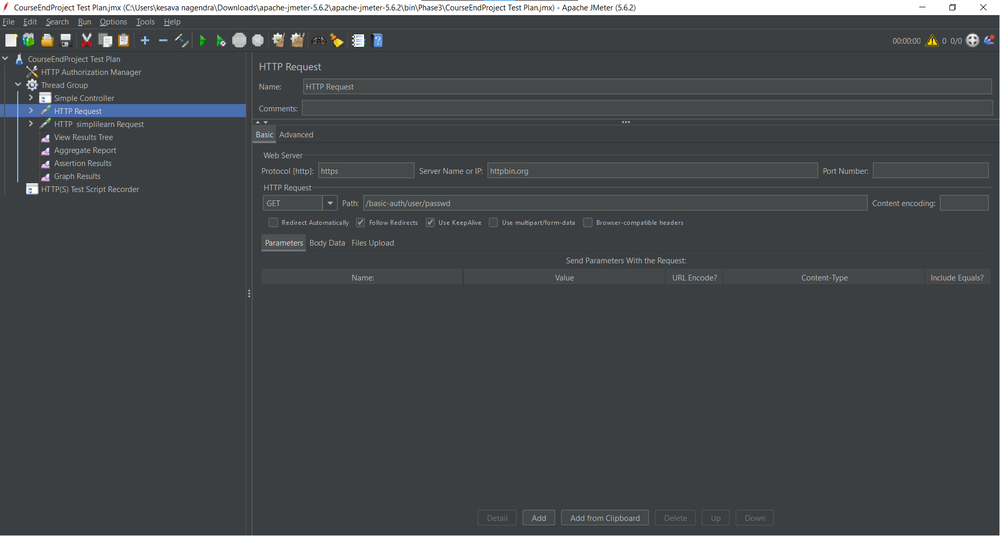 CourseEndProject Test Plan.jmx (C:\Users\kesava nagendra\Downloads\apache-jmeter-5.6.2\apache-jmeter-5.6.2\bin\Phase3\CourseEndProject Test Plan.jmx) - Apache JMeter (5.6.2)
File Edit Search Run Options Tools Help
STOP 00:00:00 0 0/0
CourseEndProject Test Plan
HTTP Authorization Manager
Thread Group
Simple Controller
HTTP Request
HTTP  simplilearn Request
View Results Tree
Aggregate Report
Assertion Results
Graph Results
HTTP(S) Test Script Recorder
HTTP Request
Name: HTTP Request
Comments:
Basic Advanced
Web Server
Protocol [http]: https Server Name or IP: httpbin.org Port Number:
HTTP Request
GET Path: /basic-auth/user/passwd Content encoding:
Redirect Automatically Follow Redirects Use KeepAlive Use multipart/form-data Browser-compatible headers
Parameters Body Data Files Upload
Send Parameters With the Request:
Name: Value URL Encode? Content-Type Include Equals?
Detail Add Add from Clipboard Delete Up Down